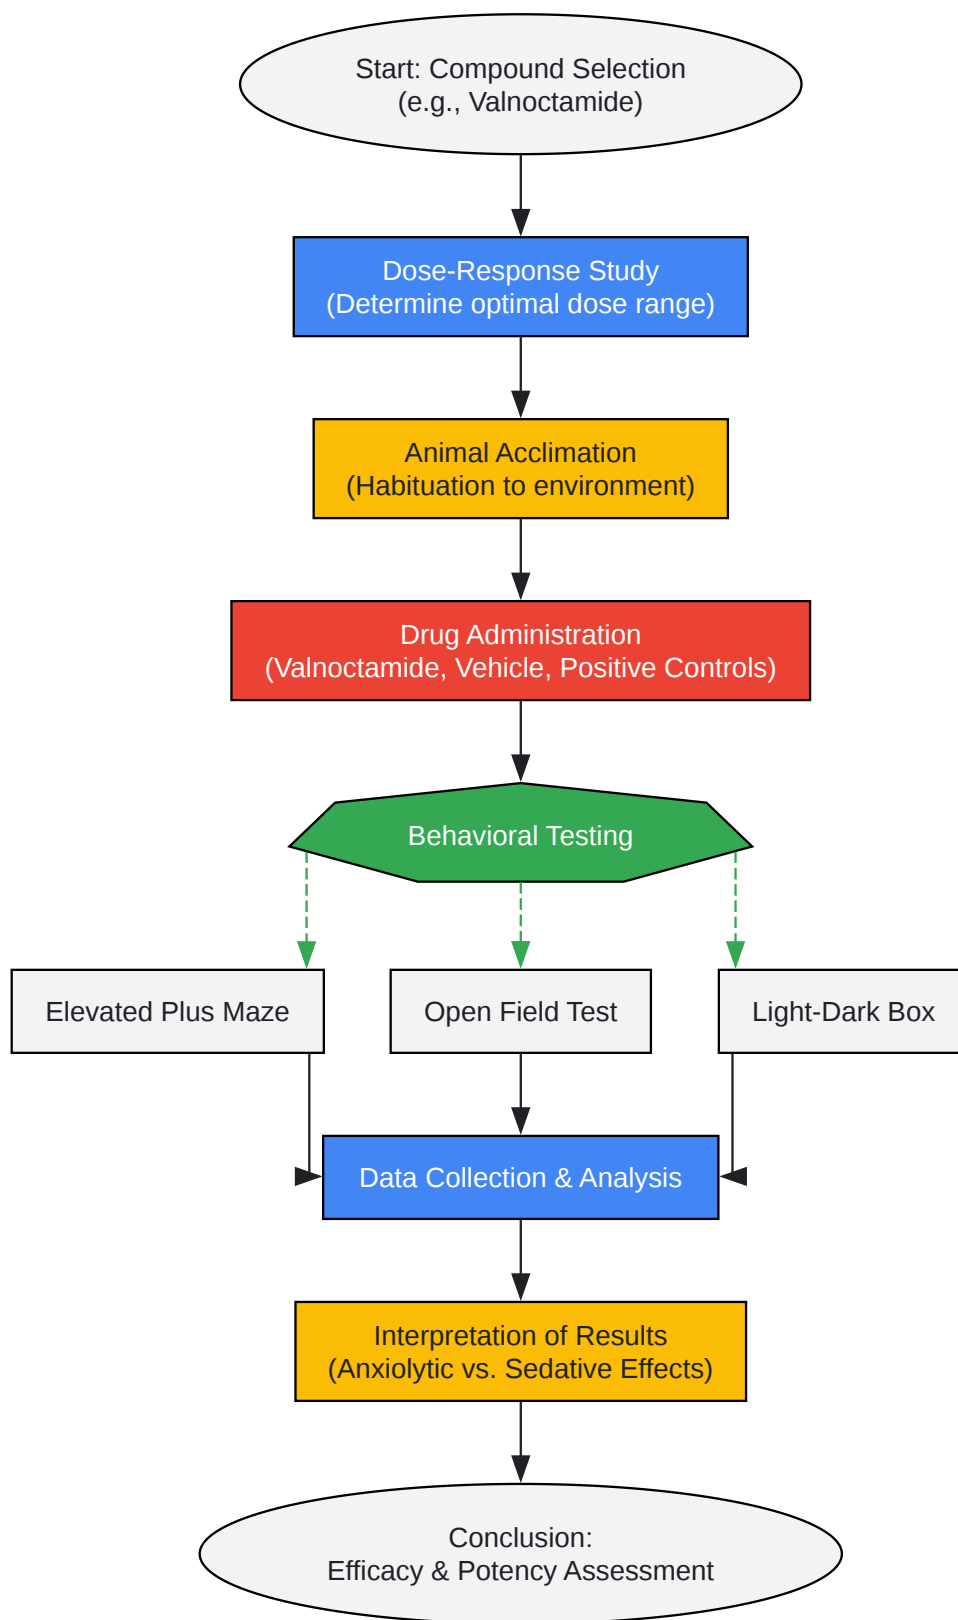 Start: Compound Selection
(e.g., Valnoctamide)
Dose-Response Study
(Determine optimal dose range)
Animal Acclimation
(Habituation to environment)
Drug Administration
(Valnoctamide, Vehicle, Positive Controls)
Behavioral Testing
Elevated Plus Maze
Open Field Test
Light-Dark Box
Data Collection & Analysis
Interpretation of Results
(Anxiolytic vs. Sedative Effects)
Conclusion:
Efficacy & Potency Assessment